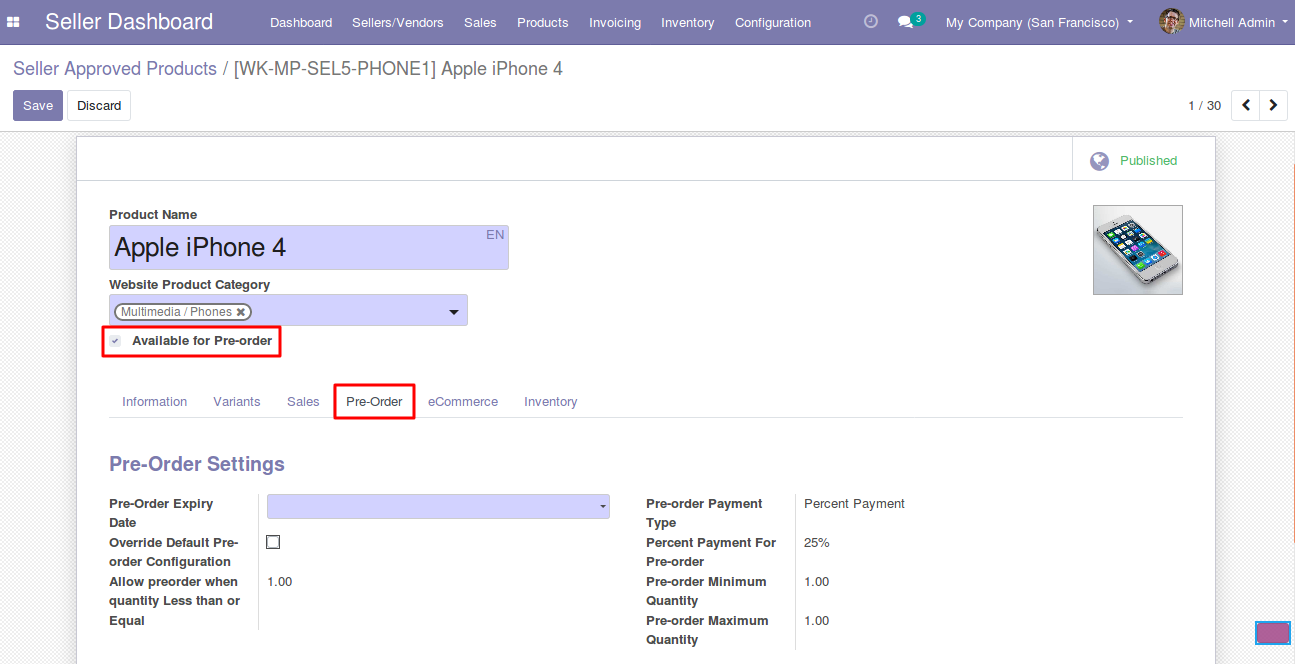 Seller Dashboard Dashboard Sellers/Vendors Sales Products Invoicing Inventory Configuration 3 My Company (San Francisco) Mitchell Admin
Seller Approved Products / [WK-MP-SEL5-PHONE1] Apple iPhone 4
Save Discard 1 / 30
Published
Product Name
Apple iPhone 4 EN
Website Product Category
Multimedia / Phones
Available for Pre-order
Information Variants Sales Pre-Order eCommerce Inventory
Pre-Order Settings
Pre-Order Expiry
Date
Override Default Pre-
order Configuration
Allow preorder when 1.00
quantity Less than or
Equal
Pre-order Payment Percent Payment
Type
Percent Payment For 25%
Pre-order
Pre-order Minimum 1.00
Quantity
Pre-order Maximum 1.00
Quantity